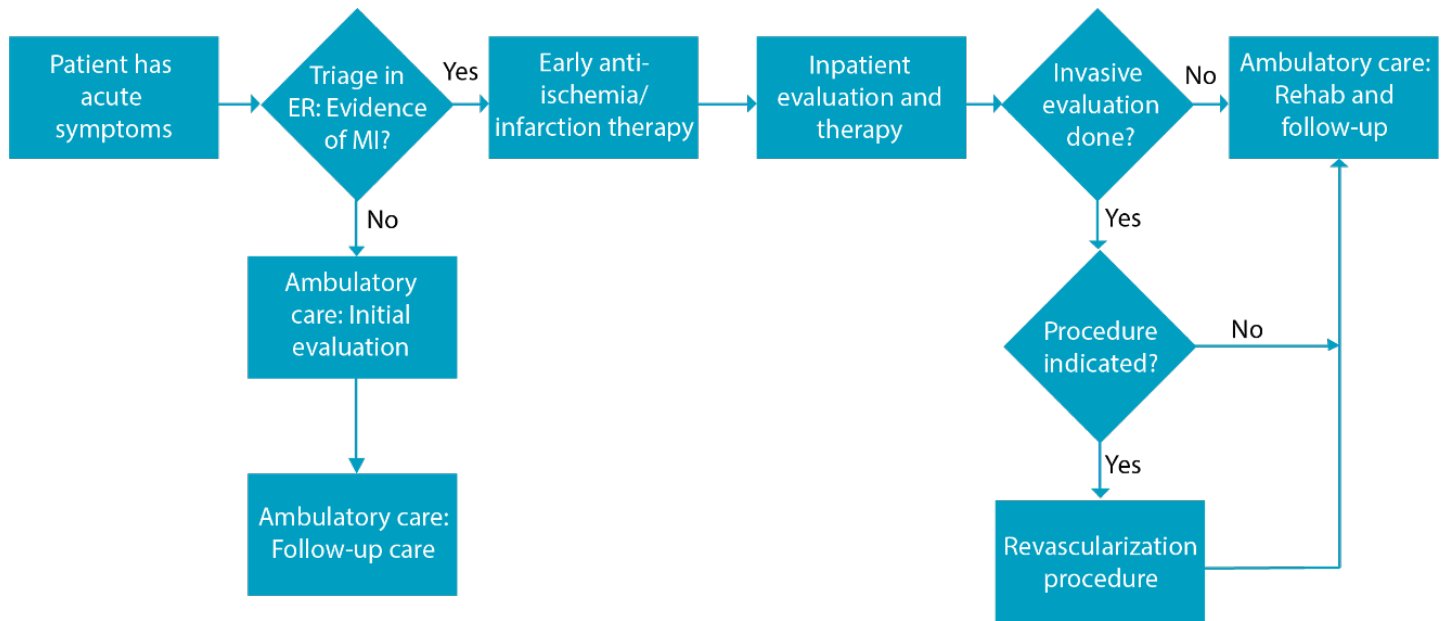 Patient has
acute
symptoms
Triage in
ER: Evidence
of MI?
Yes
Early anti-
ischemia/
infarction therapy
Inpatient
evaluation and
therapy
Invasive
evaluation
done?
No
Ambulatory care:
Rehab and
follow-up
No
Ambulatory
care: Initial
evaluation
Ambulatory care:
Follow-up care
Yes
Procedure
indicated?
No
Yes
Revascularization
procedure